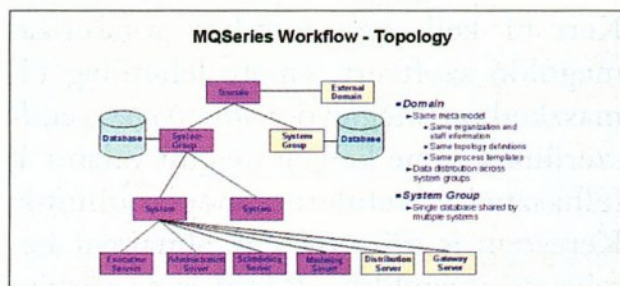 MQSeries Workflow - Topology
Domain
External Domain
Database
System Group
System Group
Database
System
System
Execution Server
Administration Server
Scheduling Server
Distribution Server
Gateway Server
Domain
Same meta model
Same organization and staff information
Same topology definitions
Same process templates
Data distribution across system groups
System Group
Single database shared by multiple systems